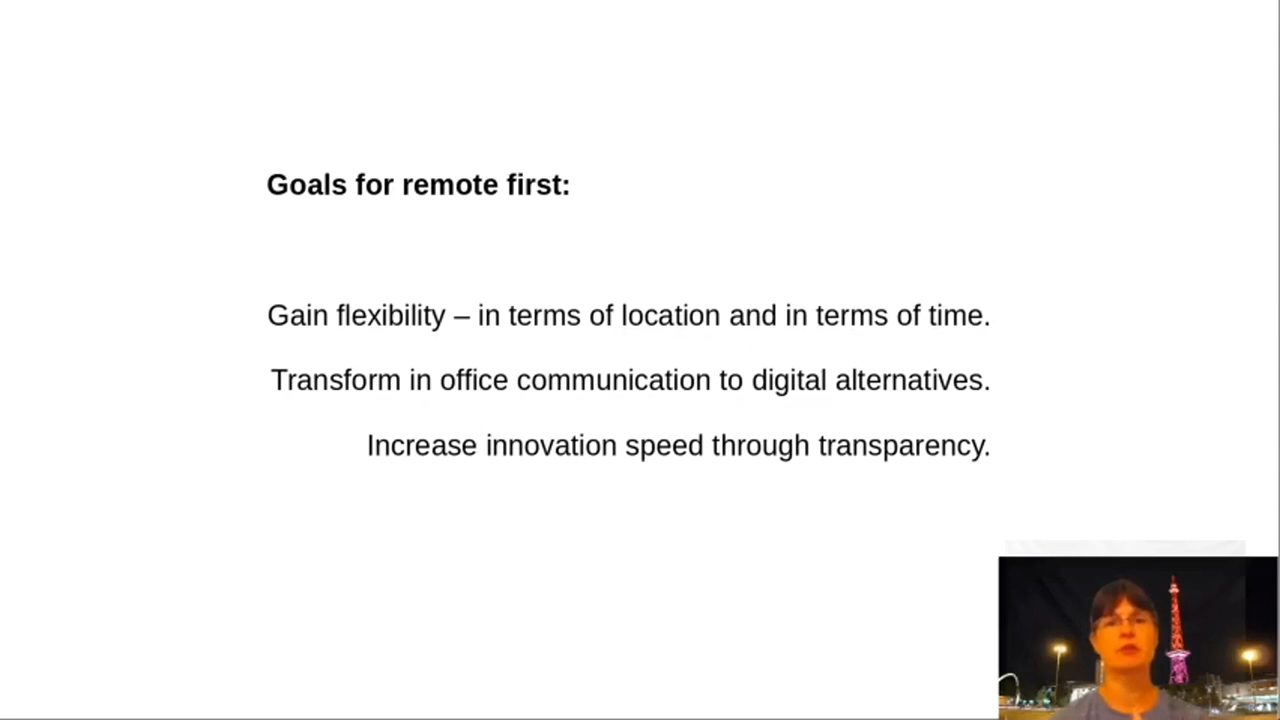 Goals for remote first:
Gain flexibility – in terms of location and in terms of time.
Transform in office communication to digital alternatives.
Increase innovation speed through transparency.